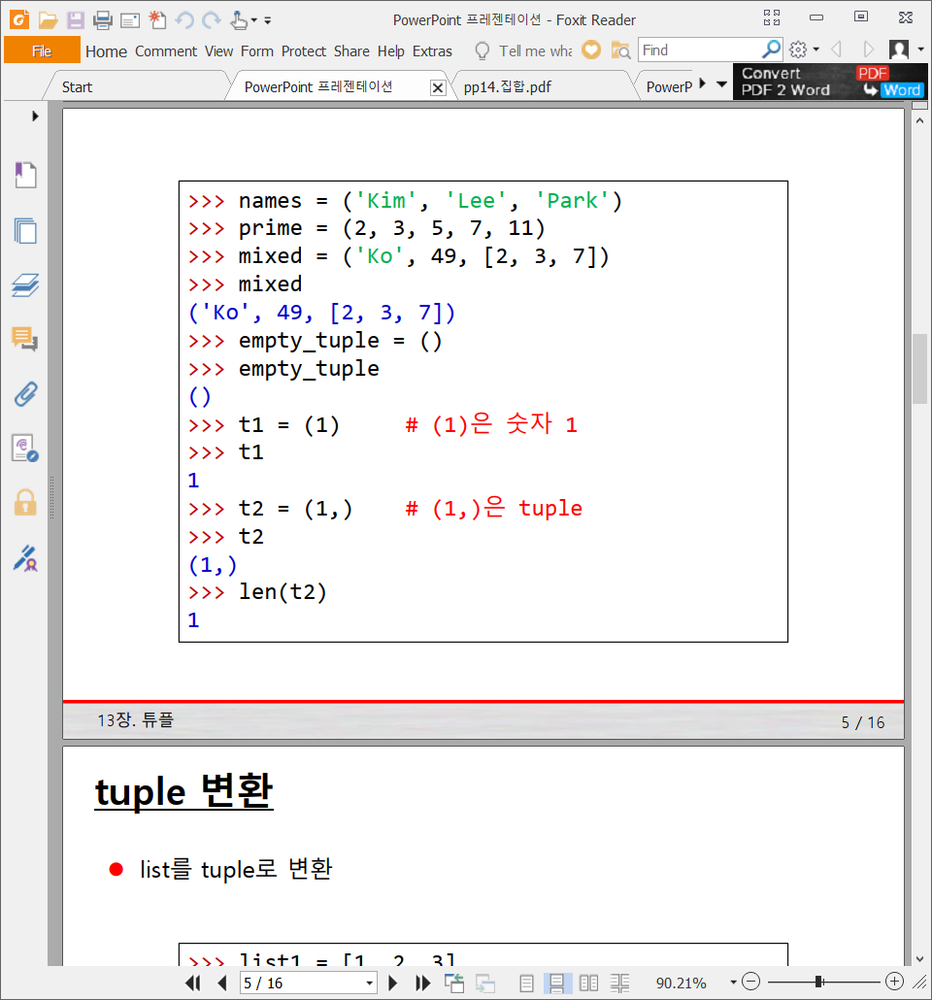 PowerPoint 프레젠테이션 - Foxit Reader
File Home Comment View Form Protect Share Help Extras Tell me wha Find
Start PowerPoint 프레젠테이션 pp14.집합.pdf PowerP
Convert PDF
PDF 2 Word Word
>>> names = ('Kim', 'Lee', 'Park')
>>> prime = (2, 3, 5, 7, 11)
>>> mixed = ('Ko', 49, [2, 3, 7])
>>> mixed
('Ko', 49, [2, 3, 7])
>>> empty_tuple = ()
>>> empty_tuple
()
>>> t1 = (1) # (1)은 숫자 1
>>> t1
1
>>> t2 = (1,) # (1,)은 tuple
>>> t2
(1,)
>>> len(t2)
1
13장. 튜플
5 / 16
tuple 변환
● list를 tuple로 변환
>>> list1 = [1, 2, 3]
5 / 16 90.21%